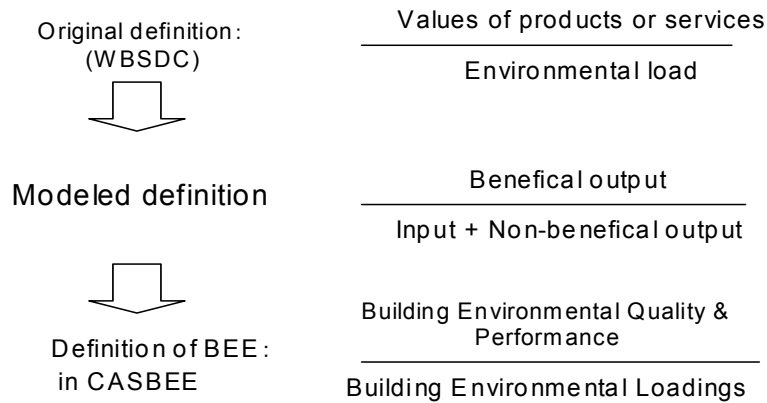 Original definition:
(WBSDC)
Values of products or services
Environmental load
Modeled definition
Benefical output
Input + Non-benefical output
Definition of BEE:
in CASBEE
Building Environmental Quality &
Performance
Building Environmental Loadings